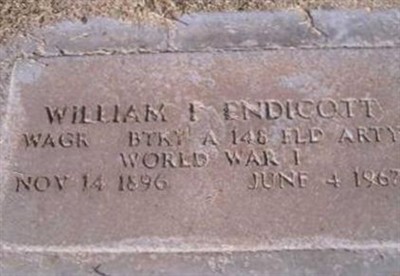 WILLIAM F ENDICOTT
WAGR BTRY A 148 FLD ARTY
WORLD WAR I
NOV 14 1896 JUNE 4 1967